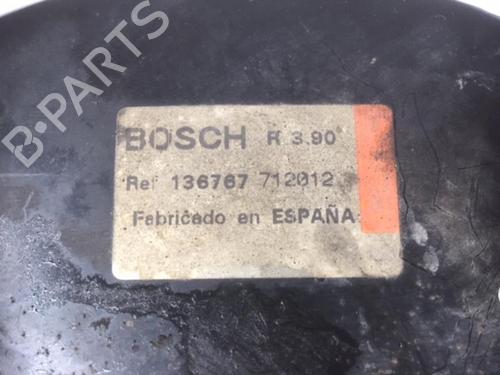 B-PARTS
BOSCH R 3.90
Ref 136767 712012
Fabricado en ESPAÑA